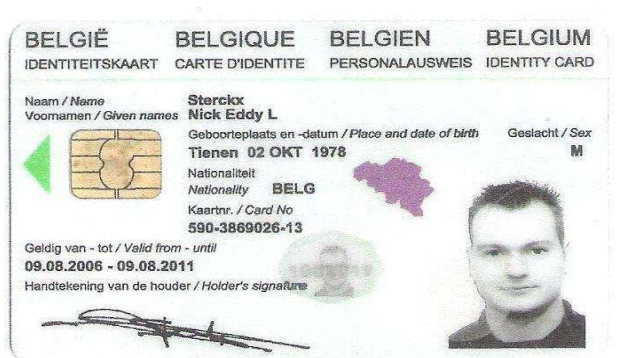 BELGIË BELGIQUE BELGIEN BELGIUM
IDENTITEITSKAART CARTE D'IDENTITE PERSONALAUSWEIS IDENTITY CARD
Naam / Name Sterckx
Voornamen / Given names Nick Eddy L
Geboorteplaats en -datum / Place and date of birth Geslacht / Sex
Tienen 02 OKT 1978 M
Nationaliteit
Nationality BELG
Kaartnr. / Card No
590-3869026-13
Geldig van - tot / Valid from - until
09.08.2006 - 09.08.2011
Handtekening van de houder / Holder's signature